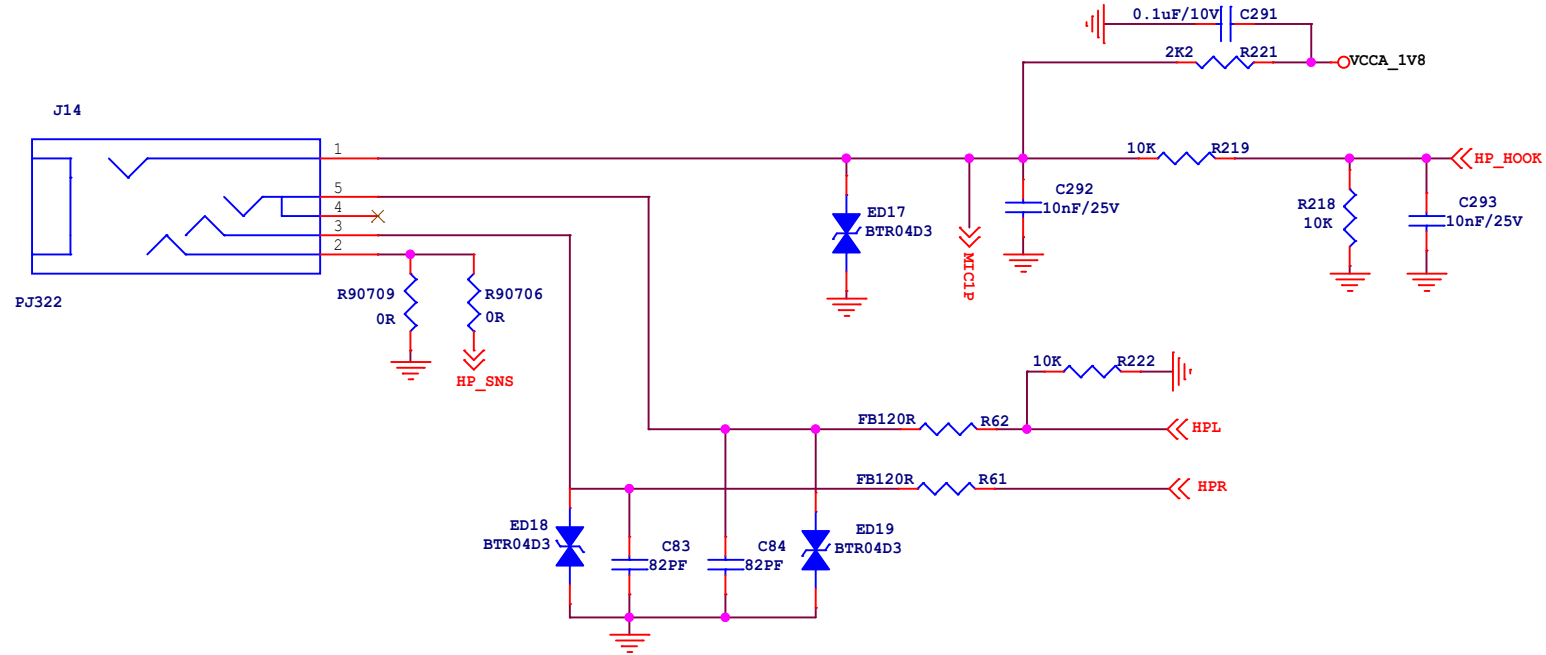 0.1uF/10V C291
2K2 R221
VCCA_1V8
J14
1
10K R219
HP_HOOK
5
4
3
2
C292
10nF/25V
R218
10K
C293
10nF/25V
ED17
BTR04D3
MIC1P
PJ322
R90709
0R
R90706
0R
HP_SNS
10K R222
FB120R R62
HPL
FB120R R61
HPR
ED18
BTR04D3
C83
82PF
C84
82PF
ED19
BTR04D3